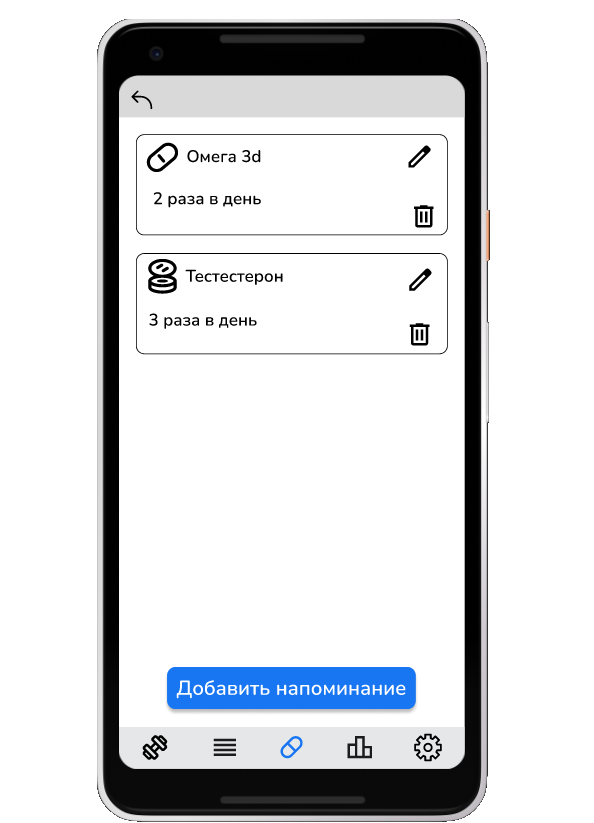 Омега 3d
2 раза в день
Тестестерон
3 раза в день
Добавить напоминание